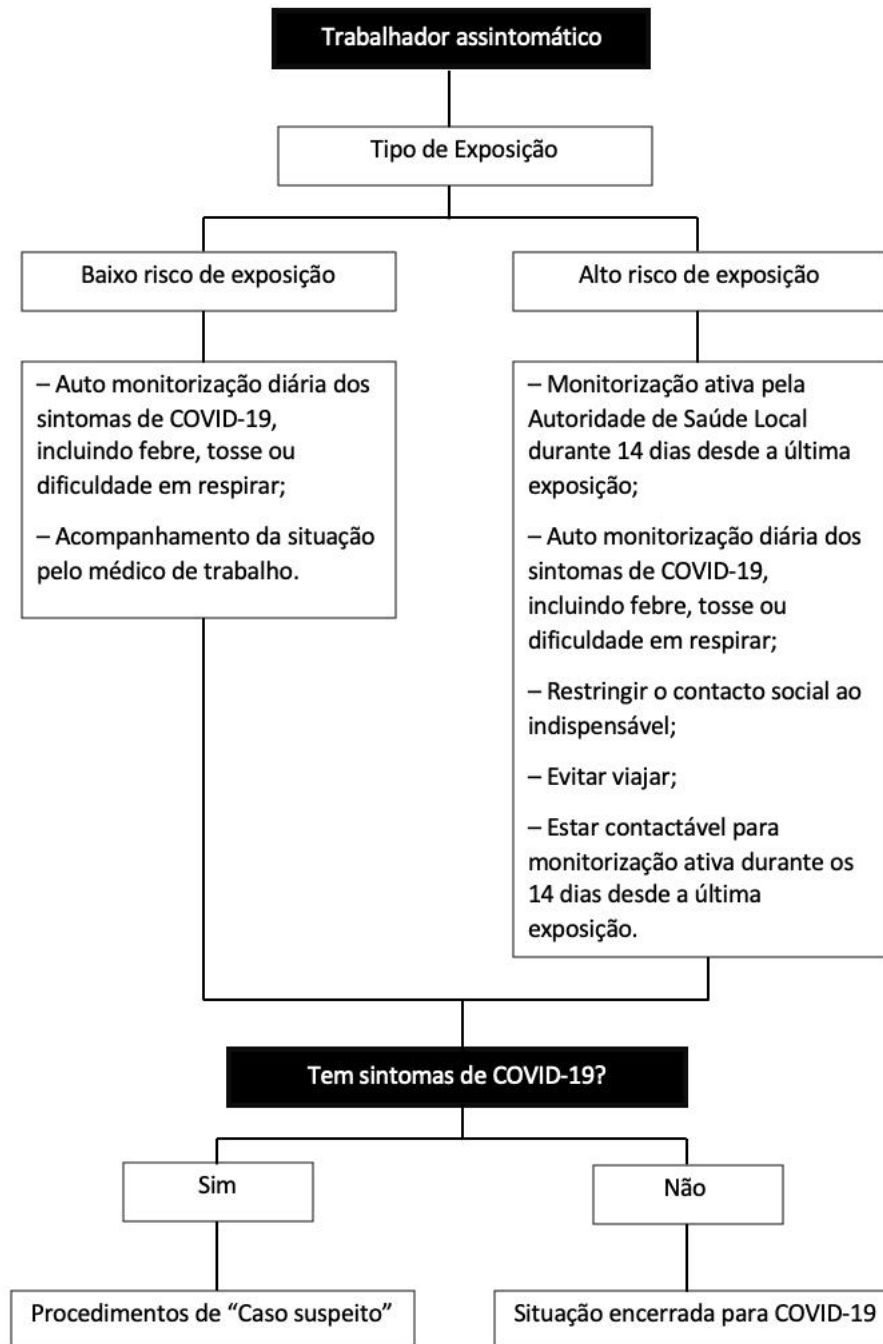 Trabalhador assintomático
Tipo de Exposição
Baixo risco de exposição
Alto risco de exposição
– Auto monitorização diária dos
sintomas de COVID-19,
incluindo febre, tosse ou
dificuldade em respirar;
– Acompanhamento da situação
pelo médico de trabalho.
– Monitorização ativa pela
Autoridade de Saúde Local
durante 14 dias desde a última
exposição;
– Auto monitorização diária dos
sintomas de COVID-19,
incluindo febre, tosse ou
dificuldade em respirar;
– Restringir o contacto social ao
indispensável;
– Evitar viajar;
– Estar contactável para
monitorização ativa durante os
14 dias desde a última
exposição.
Tem sintomas de COVID-19?
Sim
Não
Procedimentos de “Caso suspeito”
Situação encerrada para COVID-19